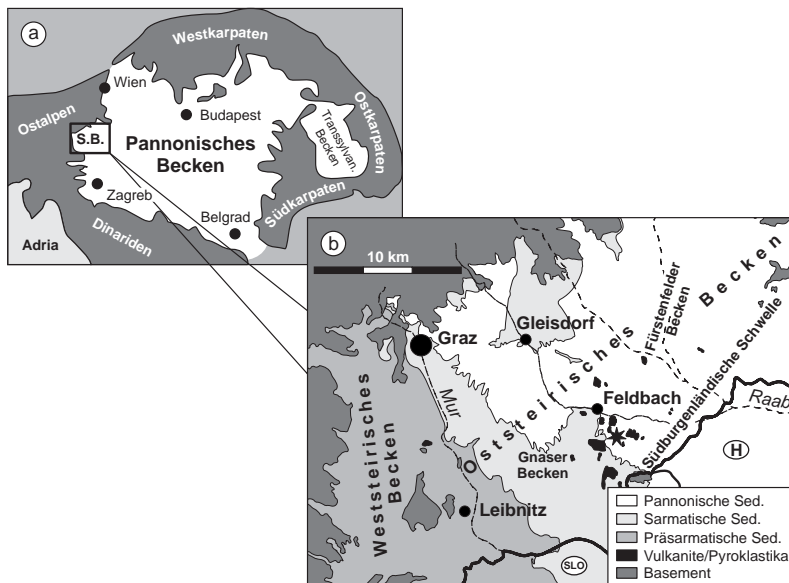 a
Westkarpaten
Wien
Ostalpen
Budapest
Ostkarpaten
Transsylvan.
Becken
S.B.
Pannonisches
Becken
Zagreb
Südkarpaten
Belgrad
Dinariden
Adria
b
10 km
Becken
Fürstenfelder
Becken
Gleisdorf
Graz
Südburgenländische Schwelle
Oststeirisches
Feldbach
Mur
Raab
Weststeirisches
Becken
Gnaser
Becken
H
Leibnitz
SLO
Pannonische Sed.
Sarmatische Sed.
Präsarmatische Sed.
Vulkanite/Pyroklastika
Basement